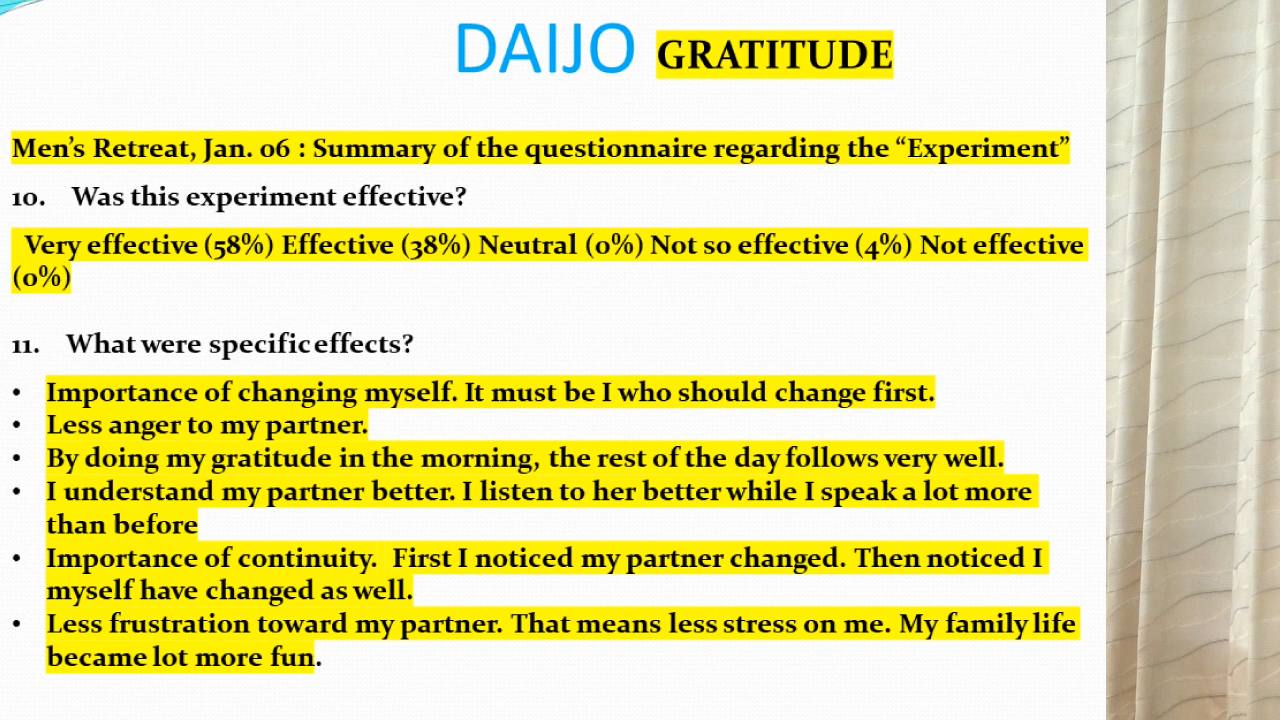 DAIJO GRATITUDE
Men’s Retreat, Jan. 06 : Summary of the questionnaire regarding the “Experiment”
10. Was this experiment effective?
Very effective (58%) Effective (38%) Neutral (0%) Not so effective (4%) Not effective
(0%)
11. What were specific effects?
• Importance of changing myself. It must be I who should change first.
• Less anger to my partner.
• By doing my gratitude in the morning, the rest of the day follows very well.
• I understand my partner better. I listen to her better while I speak a lot more
than before
• Importance of continuity. First I noticed my partner changed. Then noticed I
myself have changed as well.
• Less frustration toward my partner. That means less stress on me. My family life
became lot more fun.